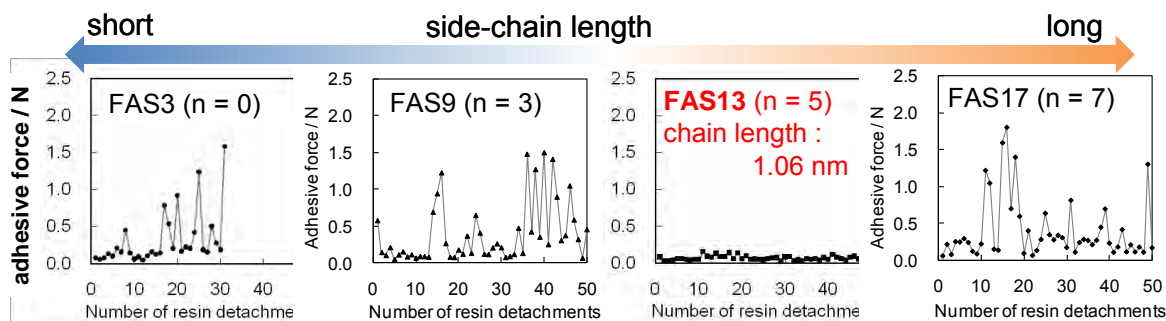 short side-chain length long
adhesive force / N
2.5
2.0
1.5
1.0
0.5
0.0
FAS3 (n = 0)
0 10 20 30 40
Number of resin detachme
Adhesive force / N
2.5
2.0
1.5
1.0
0.5
0.0
FAS9 (n = 3)
0 10 20 30 40 50
Number of resin detachments
2.5
2.0
1.5
1.0
0.5
0.0
FAS13 (n = 5)
chain length :
1.06 nm
0 10 20 30 40
Number of resin detachme
Adhesive force / N
2.5
2.0
1.5
1.0
0.5
0.0
FAS17 (n = 7)
0 10 20 30 40 50
Number of resin detachments